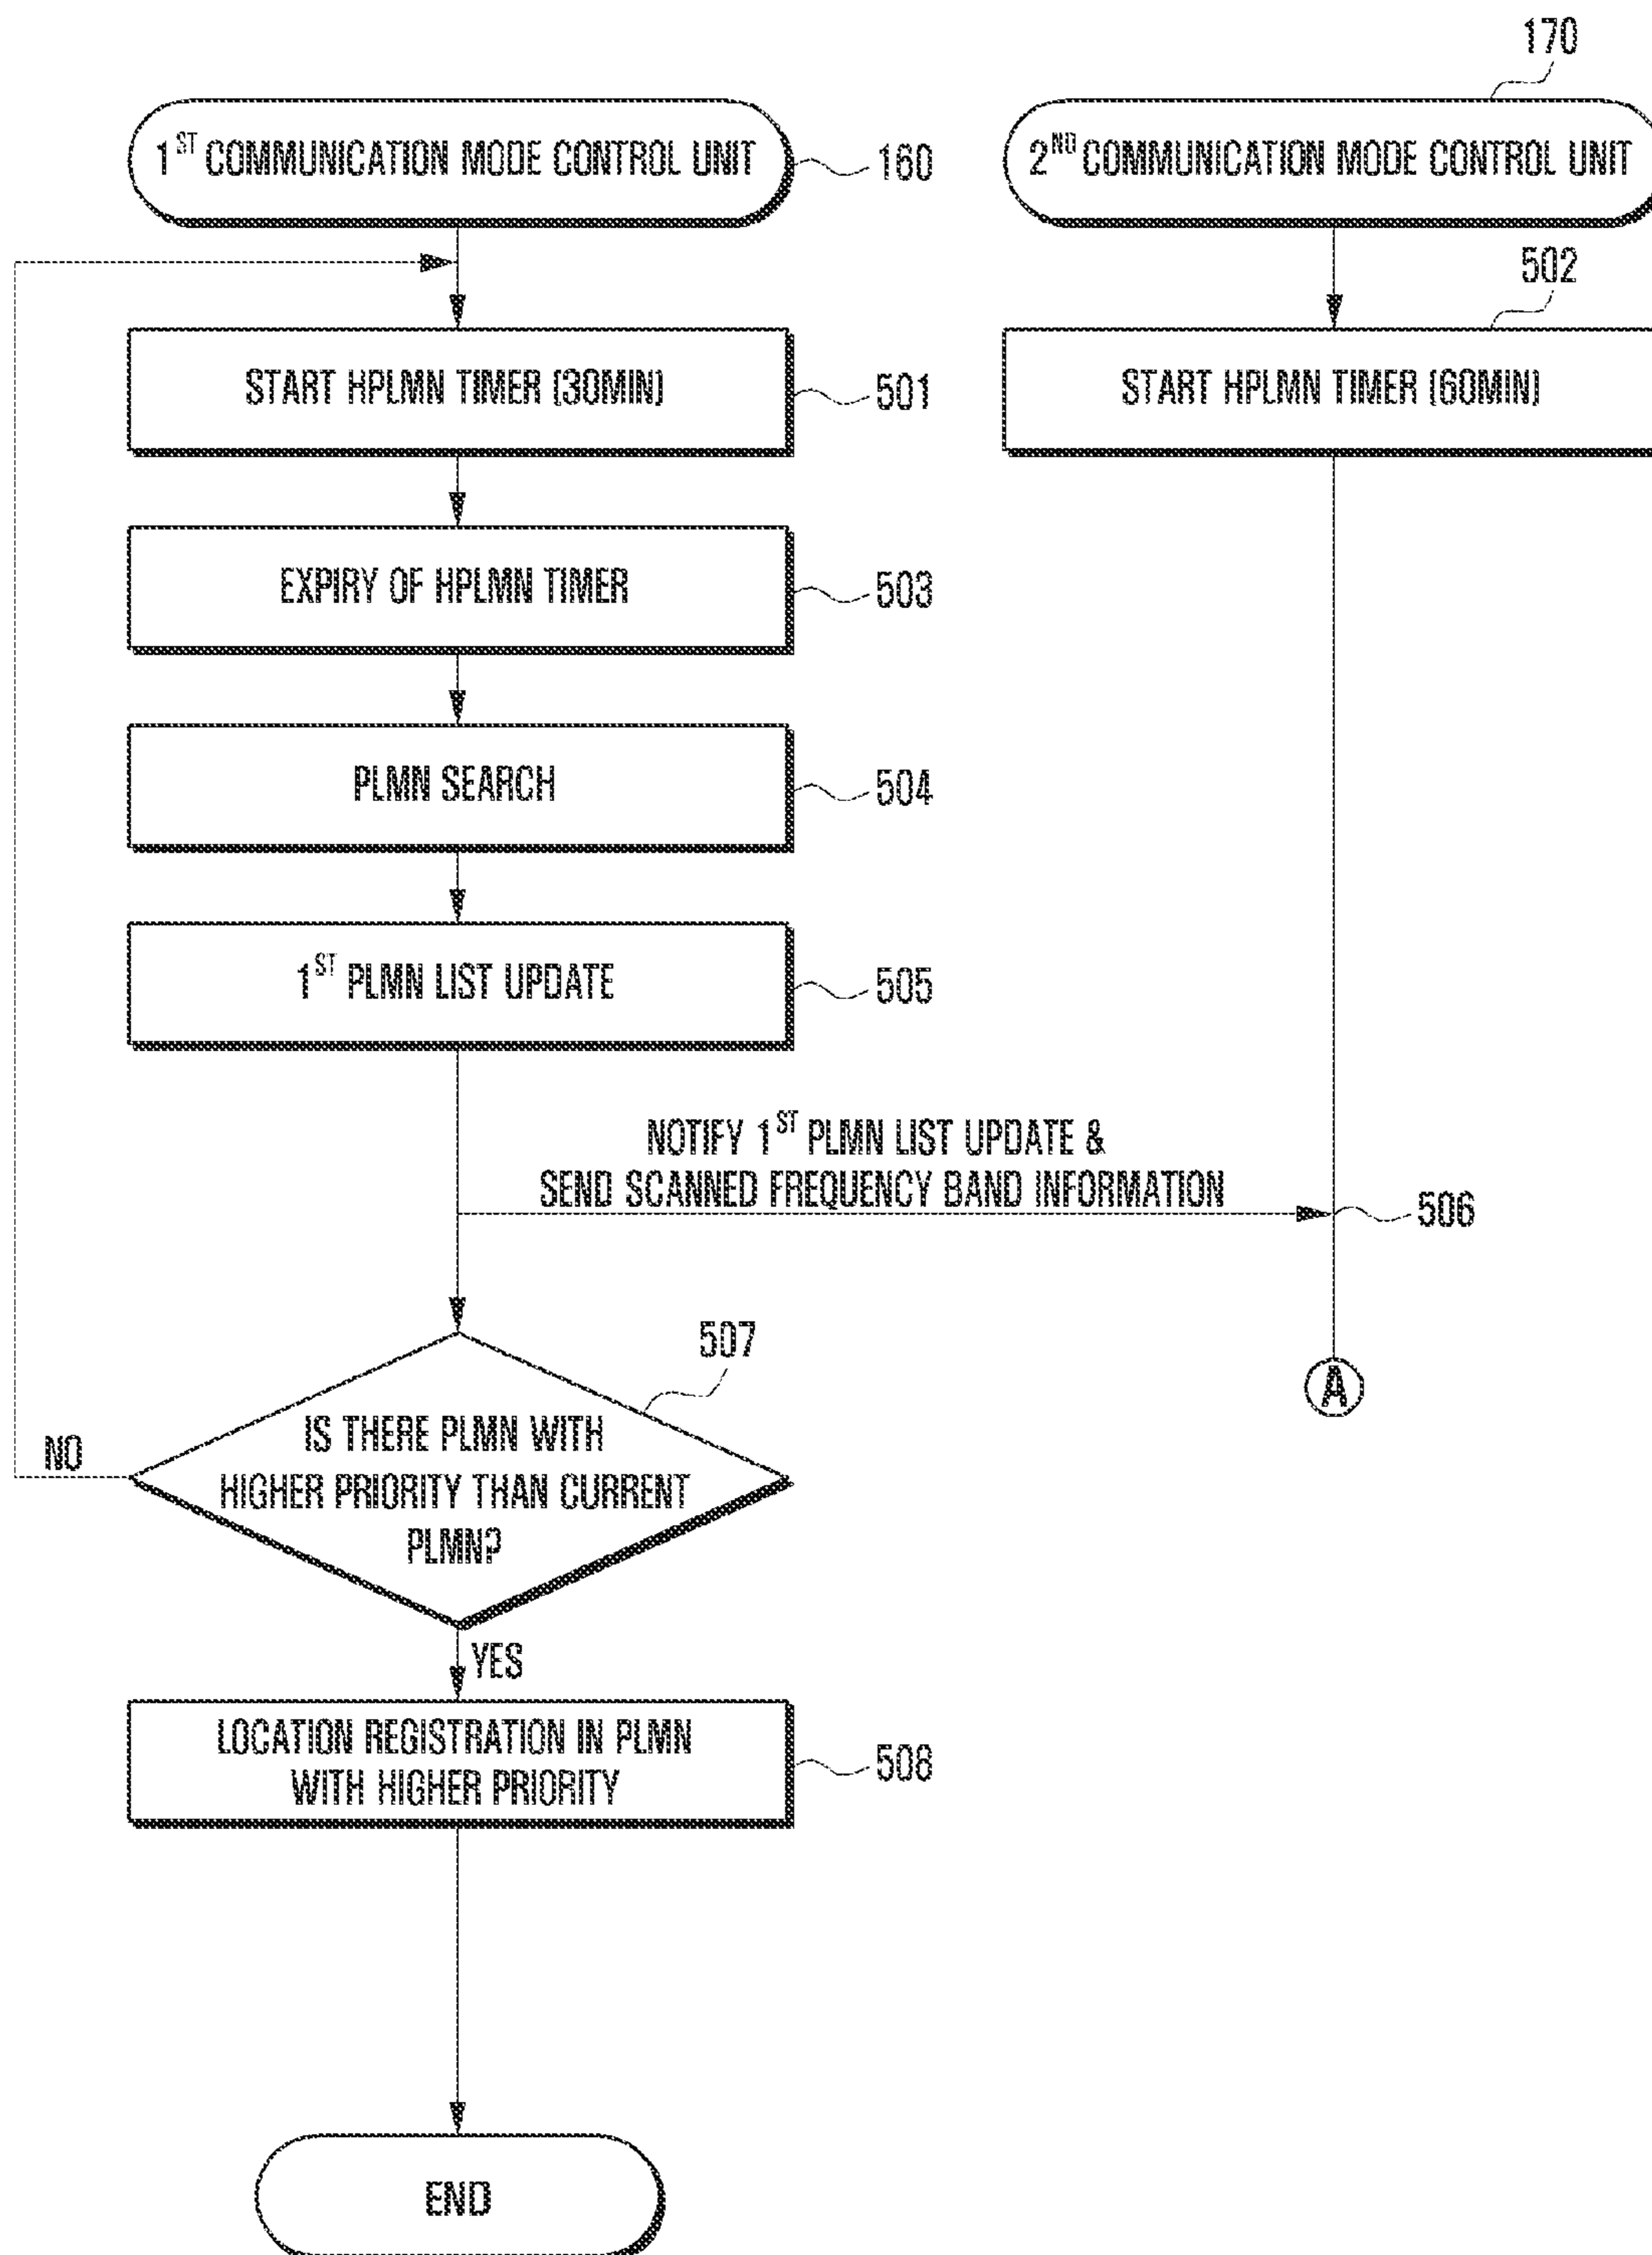 170
1ST COMMUNICATION MODE CONTROL UNIT
160
2ND COMMUNICATION MODE CONTROL UNIT
502
START HPLMN TIMER (30MIN)
501
START HPLMN TIMER (60MIN)
EXPIRY OF HPLMN TIMER
503
PLMN SEARCH
504
1ST PLMN LIST UPDATE
505
NOTIFY 1ST PLMN LIST UPDATE &
SEND SCANNED FREQUENCY BAND INFORMATION
506
507
A
IS THERE PLMN WITH
HIGHER PRIORITY THAN CURRENT
PLMN?
NO
YES
LOCATION REGISTRATION IN PLMN
WITH HIGHER PRIORITY
508
END